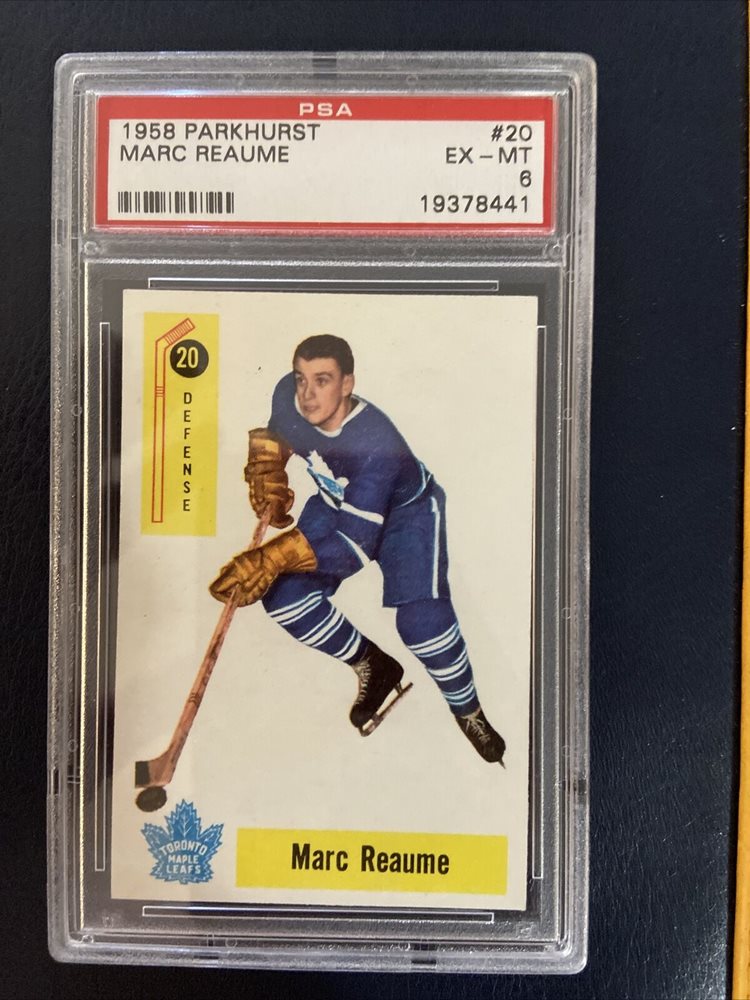 PSA
1958 PARKHURST #20
MARC REAUME EX - MT
6
19378441
20
DEFENSE
TORONTO
MAPLE
LEAFS
Marc Reaume